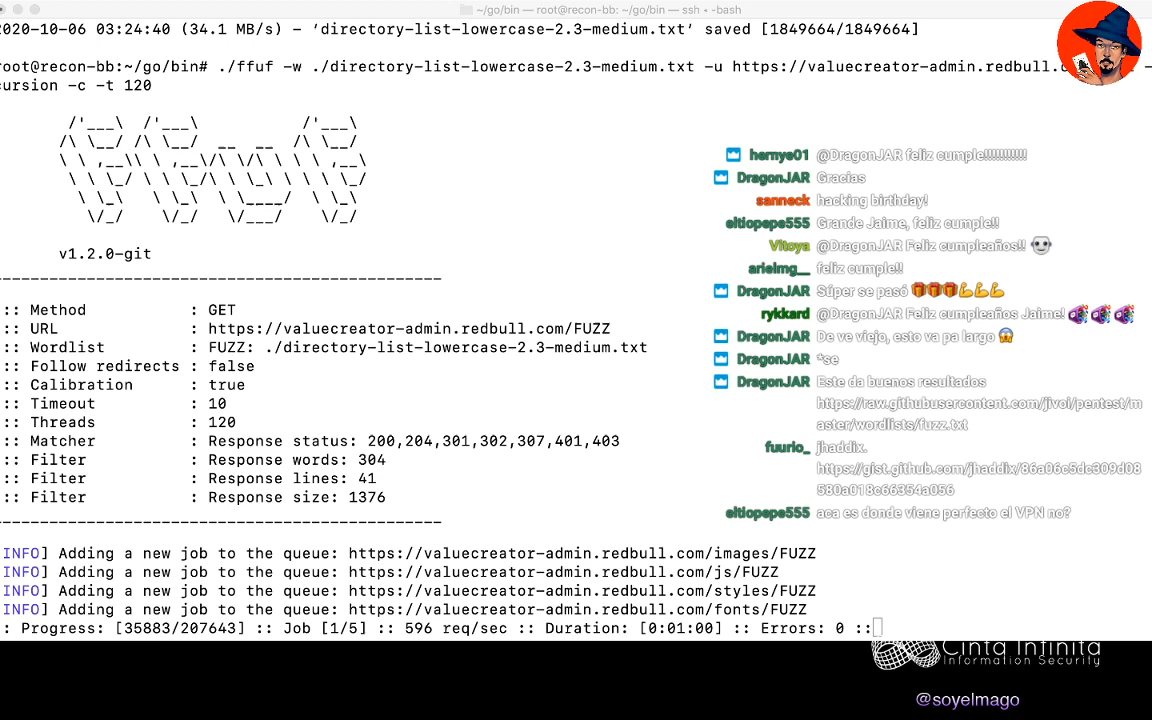 ~/go/bin — root@recon-bb: ~/go/bin — ssh • -bash
2020-10-06 03:24:40 (34.1 MB/s) – ‘directory-list-lowercase-2.3-medium.txt’ saved [1849664/1849664]
root@recon-bb:~/go/bin# ./ffuf -w ./directory-list-lowercase-2.3-medium.txt -u https://valuecreator-admin.redbull.
cursion -c -t 120
v1.2.0-git
:: Method : GET
:: URL : https://valuecreator-admin.redbull.com/FUZZ
:: Wordlist : FUZZ: ./directory-list-lowercase-2.3-medium.txt
:: Follow redirects : false
:: Calibration : true
:: Timeout : 10
:: Threads : 120
:: Matcher : Response status: 200,204,301,302,307,401,403
:: Filter : Response words: 304
:: Filter : Response lines: 41
:: Filter : Response size: 1376
INFO] Adding a new job to the queue: https://valuecreator-admin.redbull.com/images/FUZZ
INFO] Adding a new job to the queue: https://valuecreator-admin.redbull.com/js/FUZZ
INFO] Adding a new job to the queue: https://valuecreator-admin.redbull.com/styles/FUZZ
INFO] Adding a new job to the queue: https://valuecreator-admin.redbull.com/fonts/FUZZ
: Progress: [35883/207643] :: Job [1/5] :: 596 req/sec :: Duration: [0:01:00] :: Errors: 0 ::
hernye01 @DragonJAR feliz cumple!!!!!!!!!!!
DragonJAR Gracias
sanneck hacking birthday!
eltiopepe555 Grande Jaime, feliz cumple!!
Vitoya @DragonJAR Feliz cumpleaños!!
arielmg__ feliz cumple!!
DragonJAR Súper se pasó 🎁🎁🎁💪💪💪
rykkard @DragonJAR Feliz cumpleaños Jaime!
DragonJAR De ve viejo, esto va pa largo 😱
DragonJAR *se
DragonJAR Este da buenos resultados
https://raw.githubusercontent.com/jivoi/pentest/m
aster/wordlists/fuzz.txt
fuurio_ jhaddix.
https://gist.github.com/jhaddix/86a06c5dc309d08
580a018c66354a056
eltiopepe555 aca es donde viene perfecto el VPN no?
Cinta Infinita
Information Security
@soyelmago